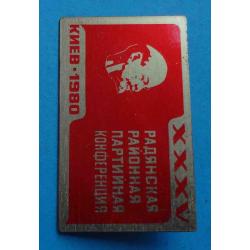 КИЕВ·1980
XXXV
РАДЯНСКАЯ
РАЙОННАЯ
ПАРТИЙНАЯ
КОНФЕРЕНЦИЯ